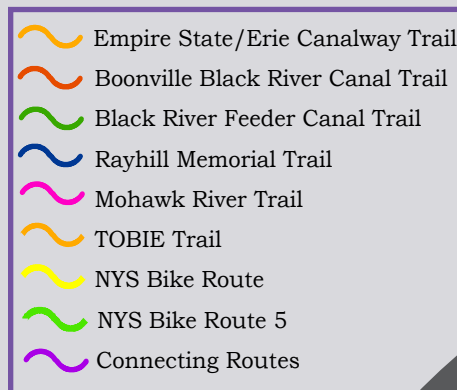 Empire State/Erie Canalway Trail
Boonville Black River Canal Trail
Black River Feeder Canal Trail
Rayhill Memorial Trail
Mohawk River Trail
TOBIE Trail
NYS Bike Route
NYS Bike Route 5
Connecting Routes